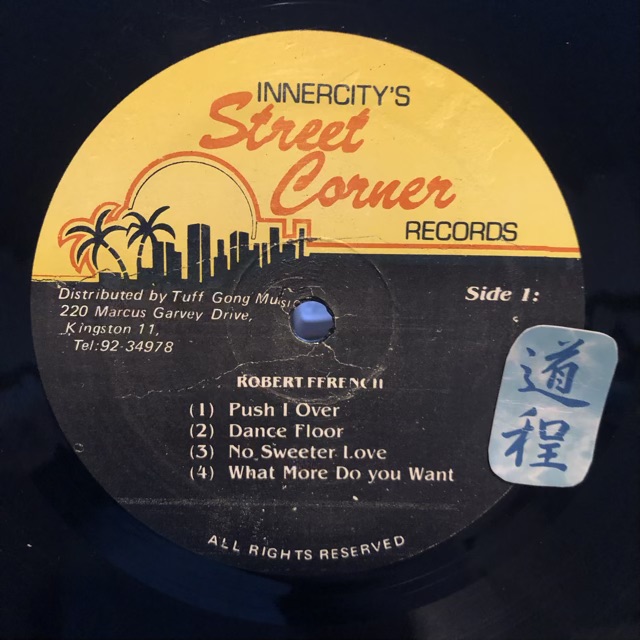 INNERCITY'S
Street
Corner
RECORDS
Distributed by Tuff Gong Music
220 Marcus Garvey Drive,
Kingston 11,
Tel:92-34978
Side 1:
道程
ROBERT FFRENCH
(1) Push I Over
(2) Dance Floor
(3) No Sweeter Love
(4) What More Do you Want
ALL RIGHTS RESERVED